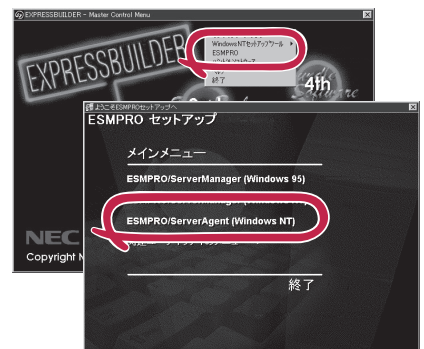 EXPRESSBUILDER - Master Control Menu
WindowsNTセットアップツール
ESMPRO
終了
EXPRESSBUILDER
4th
NEC
Copyright N
ようこそESMPROセットアップへ
ESMPRO セットアップ
メインメニュー
ESMPRO/ServerManager (Windows 95)
ESMPRO/ServerAgent (Windows NT)
終了